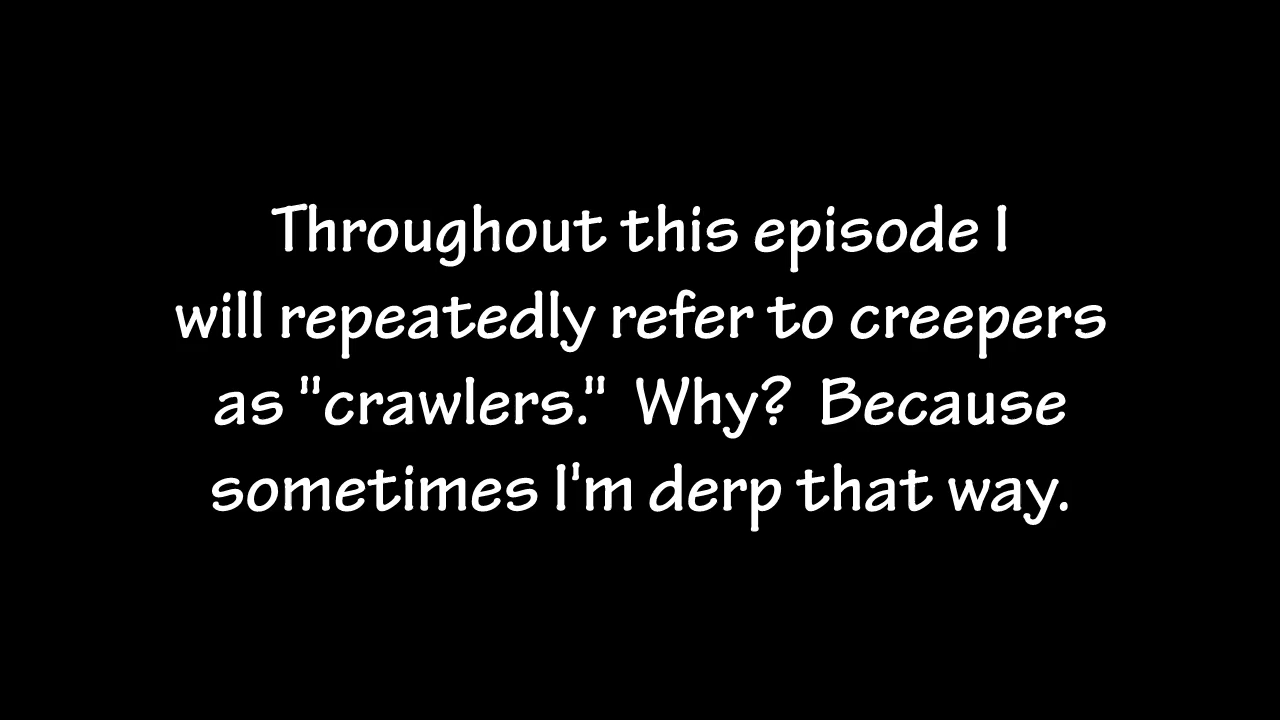 Throughout this episode I
will repeatedly refer to creepers
as "crawlers."  Why?  Because
sometimes I'm derp that way.